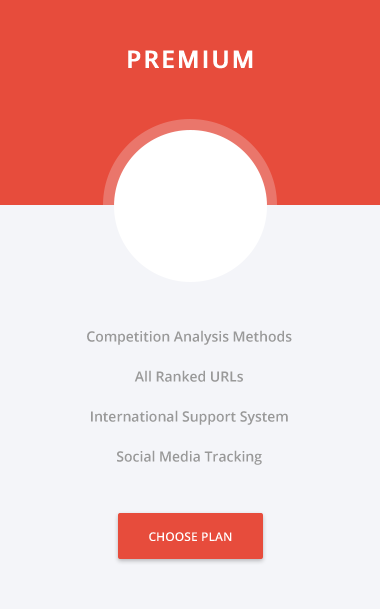 PREMIUM
Competition Analysis Methods
All Ranked URLs
International Support System
Social Media Tracking
CHOOSE PLAN